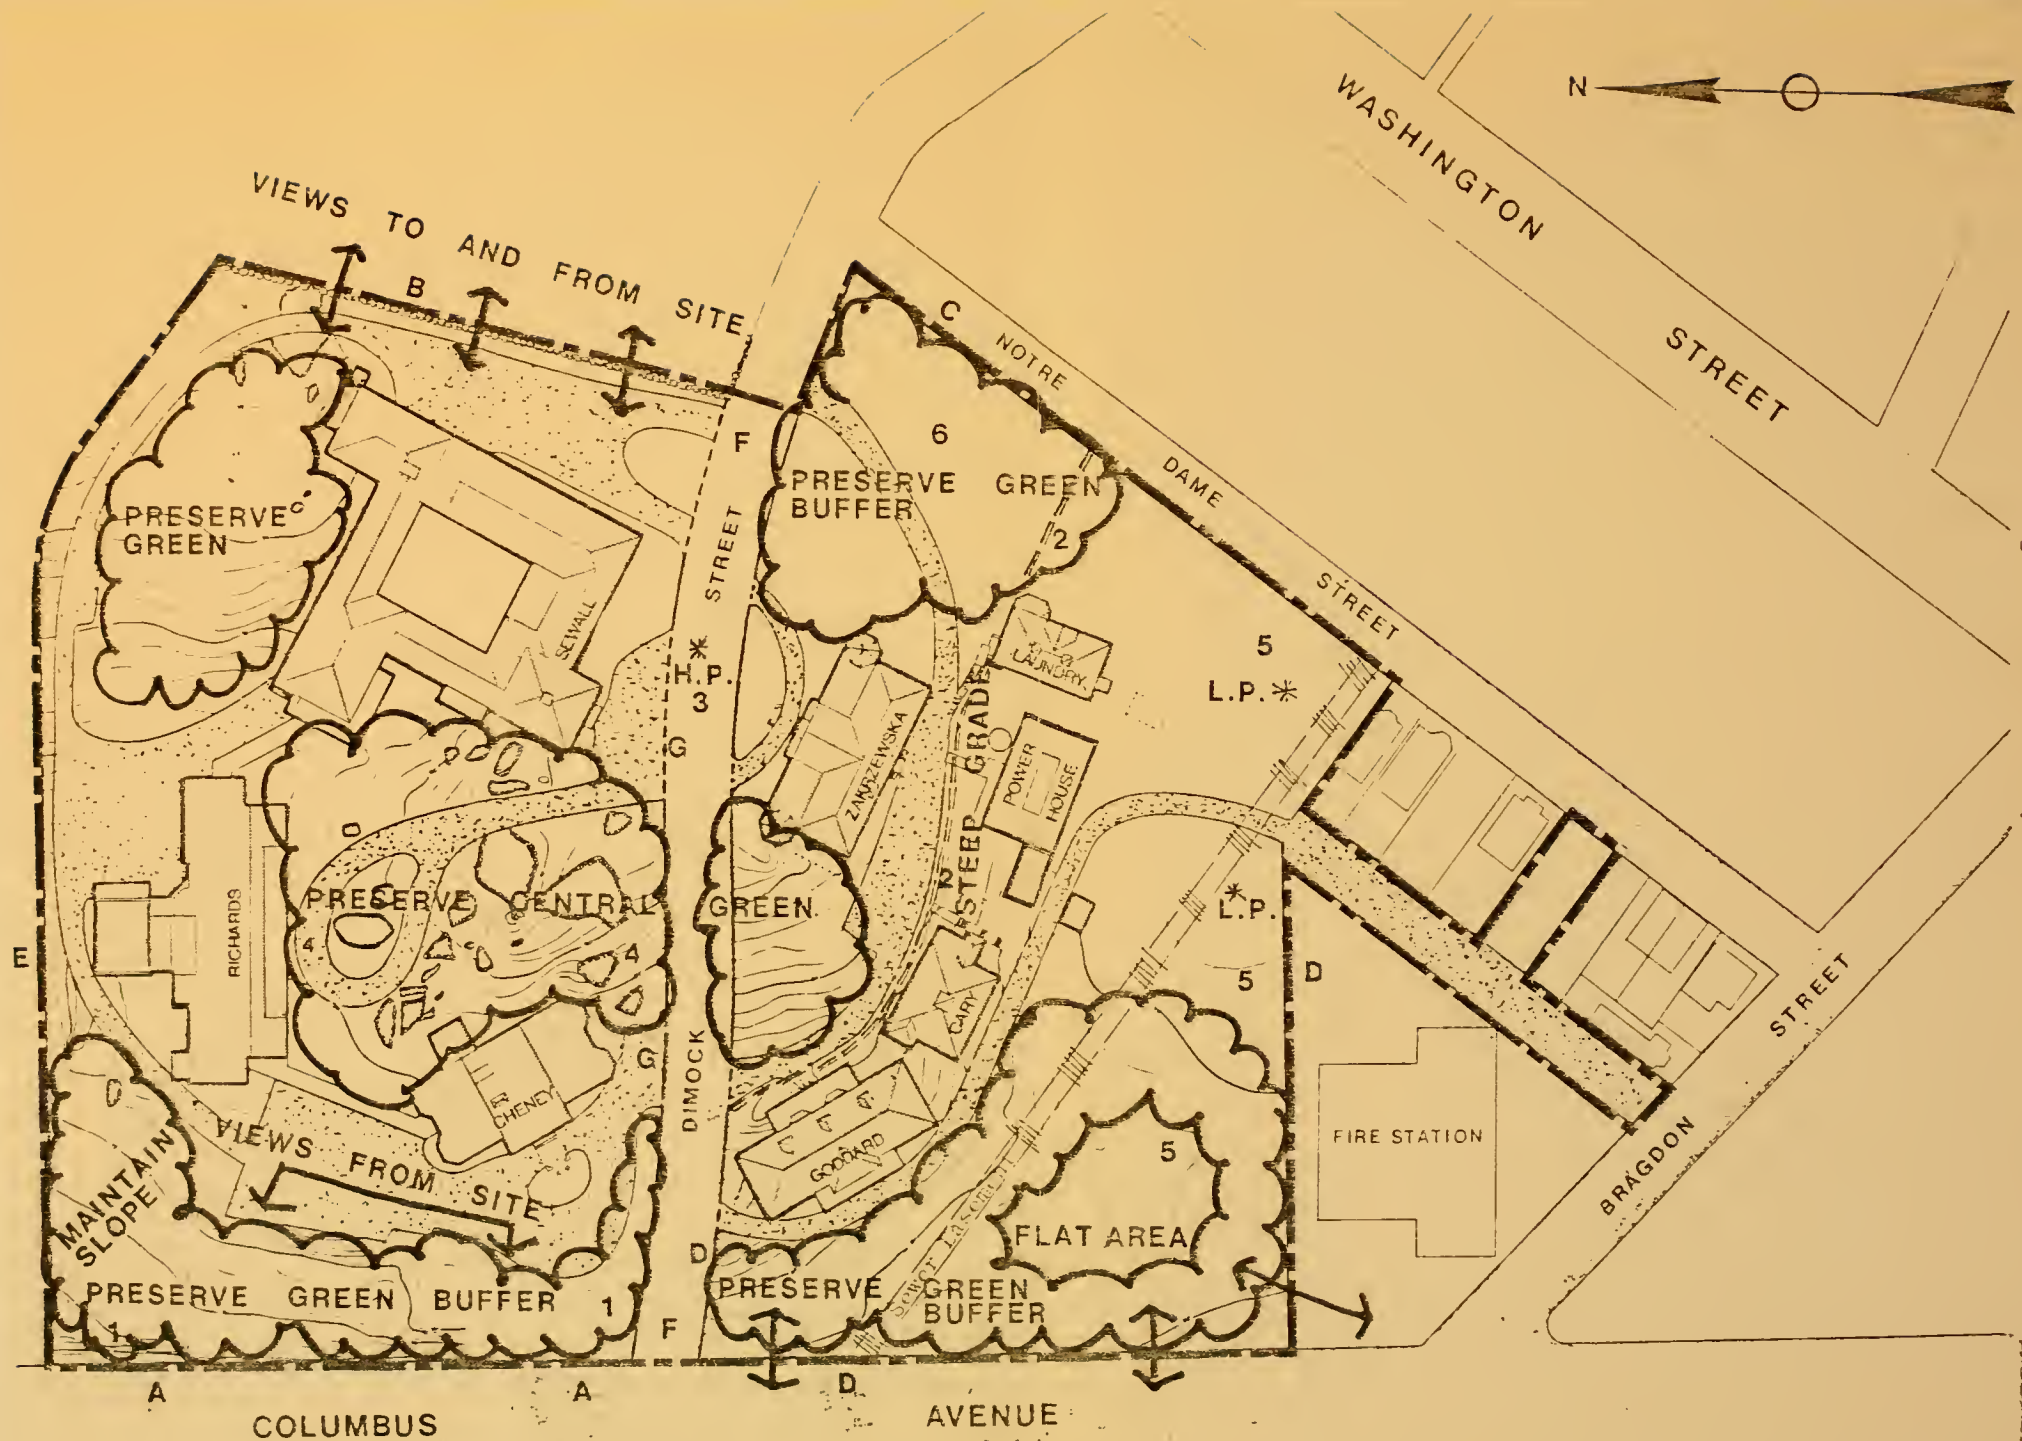 N
WASHINGTON
STREET
VIEWS TO AND FROM SITE
B
C
NOTRE
DAME
STREET
F
6
PRESERVE GREEN
BUFFER
2
PRESERVE
GREEN
STREET
SEWALL
H.P.
3
G
LAUNDRY
5
L.P.
STEEP GRADE
ZAKRZEWSKA
POWER
HOUSE
2
L.P.
5
D
E
RICHARDS
PRESERVE CENTRAL GREEN
4
4
CARY
G
DIMOCK
CHENEY
GODDARD
VIEWS FROM SITE
MAINTAIN
SLOPE
5
FLAT AREA
FIRE STATION
BRAGDON
STREET
D
PRESERVE GREEN BUFFER
1
1
PRESERVE GREEN
BUFFER
Sewer Easement
F
A
A
D
COLUMBUS
AVENUE